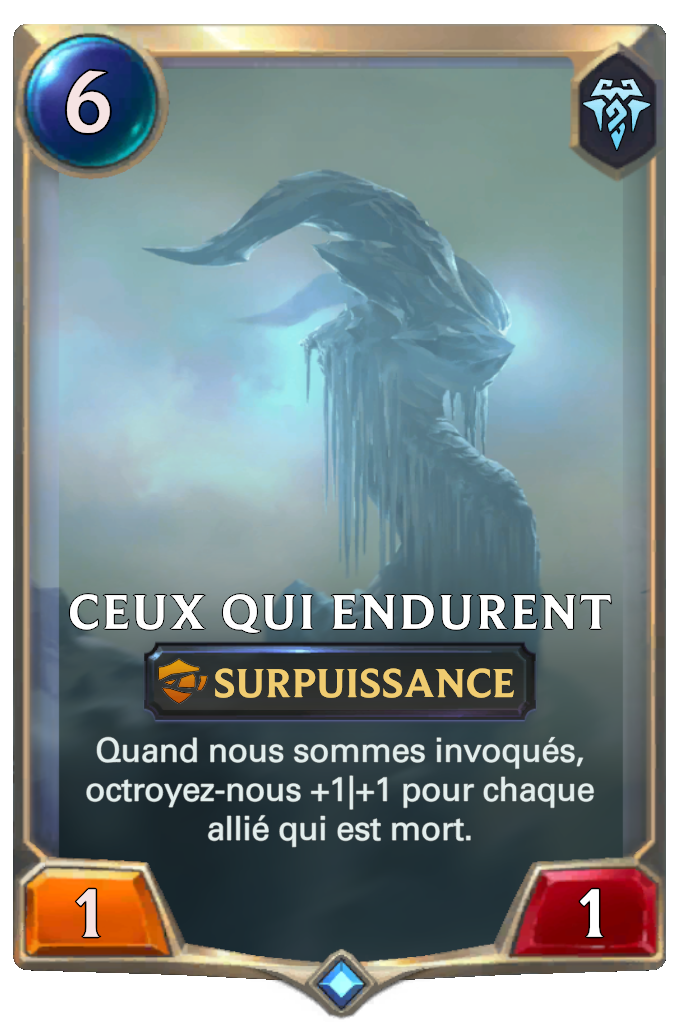 6
CEUX QUI ENDURENT
SURPUISSANCE
Quand nous sommes invoqués,
octroyez-nous +1|+1 pour chaque
allié qui est mort.
1 1